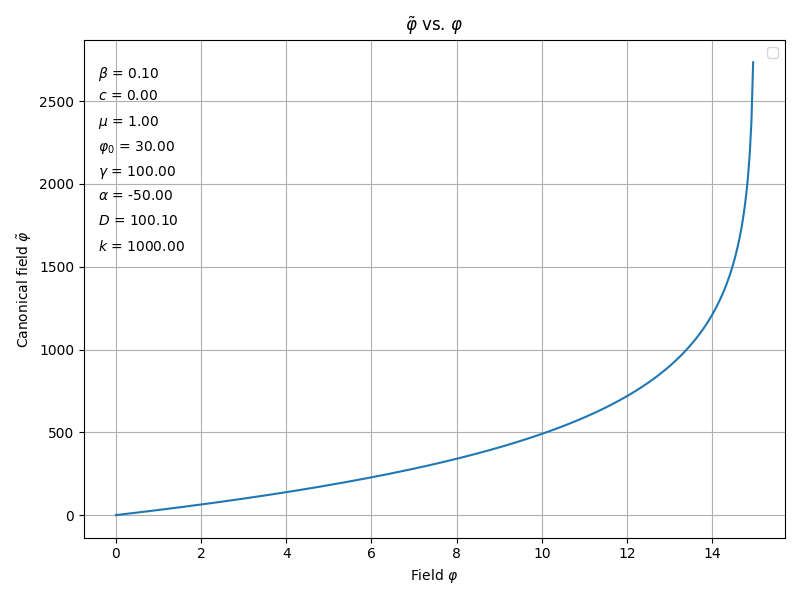 φ̃ vs. φ
β = 0.10
c = 0.00
μ = 1.00
φ₀ = 30.00
γ = 100.00
α = -50.00
D = 100.10
k = 1000.00
2500
2000
1500
1000
500
0
Canonical field φ̃
0 2 4 6 8 10 12 14
Field φ